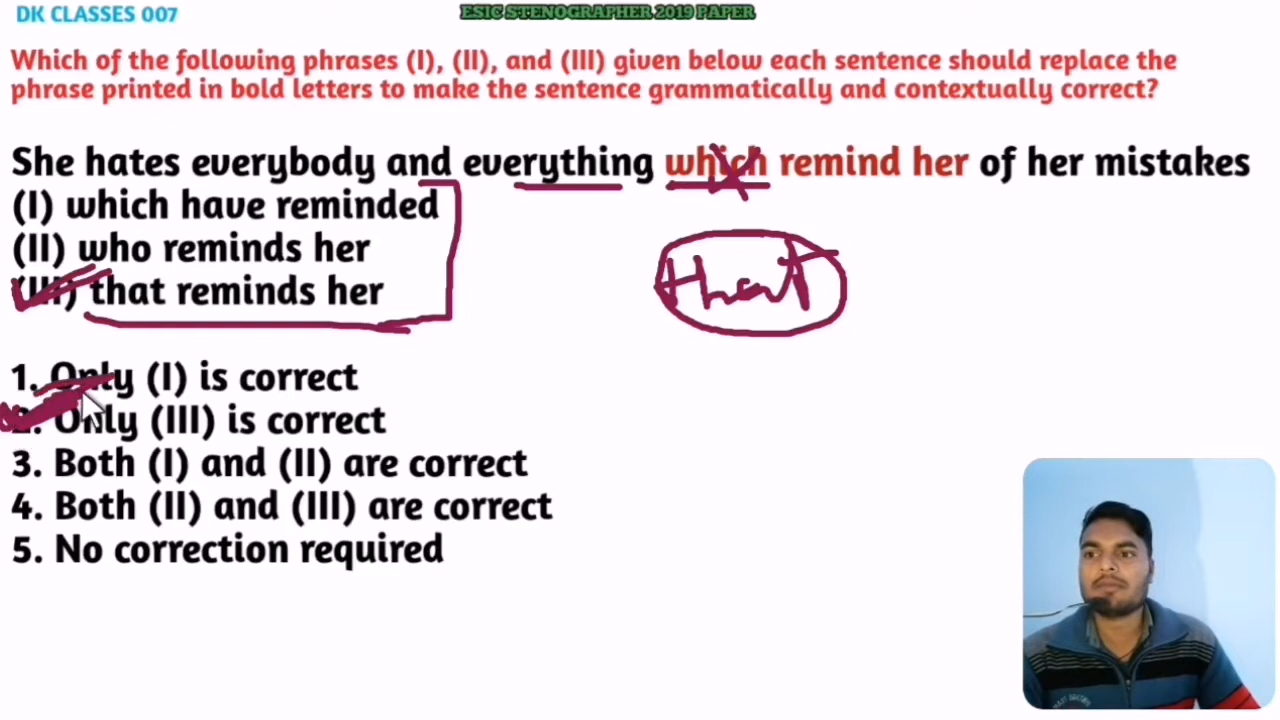 DK CLASSES 007
ESIC STENOGRAPHER 2019 PAPER
Which of the following phrases (I), (II), and (III) given below each sentence should replace the
phrase printed in bold letters to make the sentence grammatically and contextually correct?
She hates everybody and everything which remind her of her mistakes
(I) which have reminded
(II) who reminds her
(III) that reminds her
that
1. Only (I) is correct
2. Only (III) is correct
3. Both (I) and (II) are correct
4. Both (II) and (III) are correct
5. No correction required